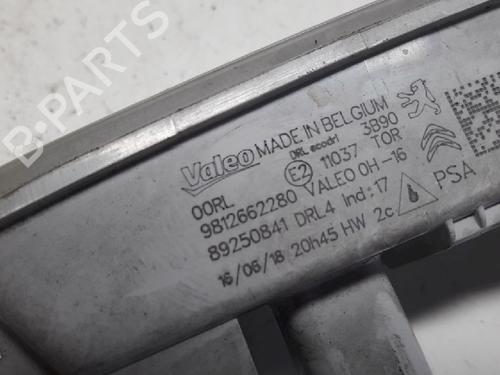 B-PARTS
Valeo MADE IN BELGIUM
DRL ecodrl 3B90
E2 11037 TOR
00RL
9812662280 VALEO 0H-16
89250841 DRL4 Ind:17
16/06/18 20h45 HW 2c
PSA